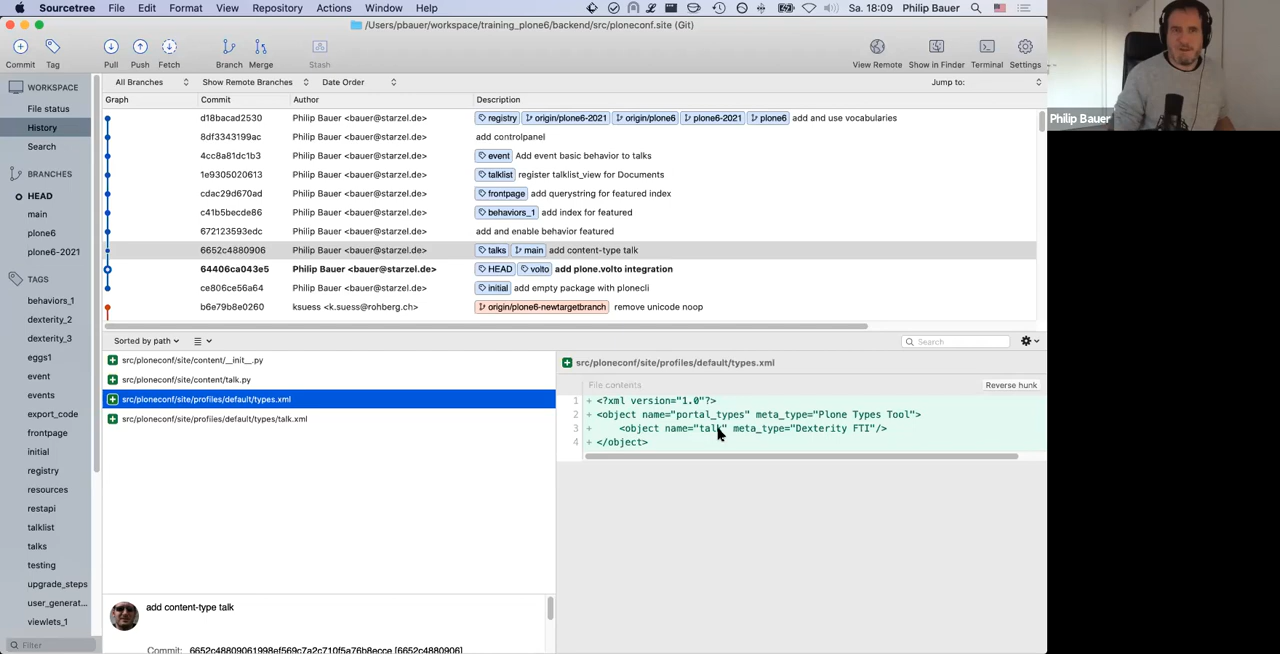 Sourcetree File Edit Format View Repository Actions Window Help Sa. 18:09 Philip Bauer
/Users/pbauer/workspace/training_plone6/backend/src/ploneconf.site (Git)
Commit Tag Pull Push Fetch Branch Merge Stash View Remote Show in Finder Terminal Settings
All Branches Show Remote Branches Date Order Jump to:
Graph Commit Author Description
d18bacad2530 Philip Bauer <bauer@starzel.de> registry origin/plone6-2021 origin/plone6 plone6-2021 plone6 add and use vocabularies
8df3343199ac Philip Bauer <bauer@starzel.de> add controlpanel
4cc8a81dc1b3 Philip Bauer <bauer@starzel.de> event Add event basic behavior to talks
1e9305020613 Philip Bauer <bauer@starzel.de> talklist register talklist_view for Documents
cdac29d670ad Philip Bauer <bauer@starzel.de> frontpage add querystring for featured index
c41b5becde86 Philip Bauer <bauer@starzel.de> behaviors_1 add index for featured
672123593edc Philip Bauer <bauer@starzel.de> add and enable behavior featured
6652c4880906 Philip Bauer <bauer@starzel.de> talks main add content-type talk
64406ca043e5 Philip Bauer <bauer@starzel.de> HEAD volto add plone.volto integration
ce806ce56a64 Philip Bauer <bauer@starzel.de> initial add empty package with plonecli
b6e79b8e0260 ksuess <k.suess@rohberg.ch> origin/plone6-newtargetbranch remove unicode noop
WORKSPACE
File status
History
Search
BRANCHES
HEAD
main
plone6
plone6-2021
TAGS
behaviors_1
dexterity_2
dexterity_3
eggs1
event
events
export_code
frontpage
initial
registry
resources
restapi
talklist
talks
testing
upgrade_steps
user_generat...
viewlets_1
Filter
Sorted by path
Search
src/ploneconf/site/content/__init__.py
src/ploneconf/site/content/talk.py
src/ploneconf/site/profiles/default/types.xml
src/ploneconf/site/profiles/default/types/talk.xml
src/ploneconf/site/profiles/default/types.xml
File contents Reverse hunk
1 + <?xml version="1.0"?>
2 + <object name="portal_types" meta_type="Plone Types Tool">
3 + <object name="talk" meta_type="Dexterity FTI"/>
4 + </object>
add content-type talk
Commit: 6652c48809061998ef569c7a2c710f5a76b8ecce [6652c4880906]
Philip Bauer